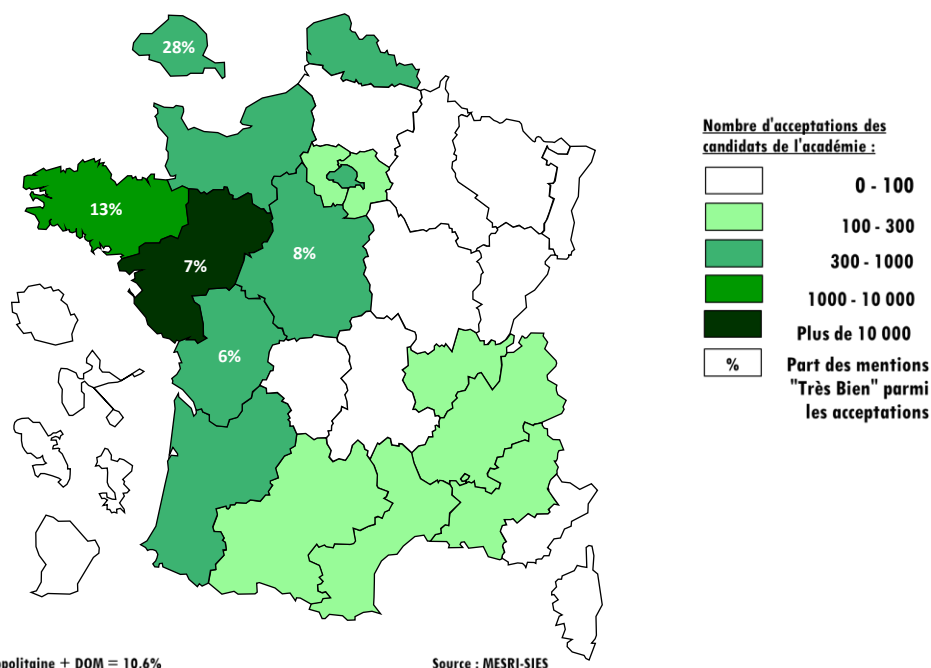 28%
13%
7%
8%
6%
Nombre d'acceptations des
candidats de l'académie :
0 - 100
100 - 300
300 - 1000
1000 - 10 000
Plus de 10 000
%
Part des mentions
"Très Bien" parmi
les acceptations
opolitaine + DOM = 10,6%
Source : MESRI-SIES